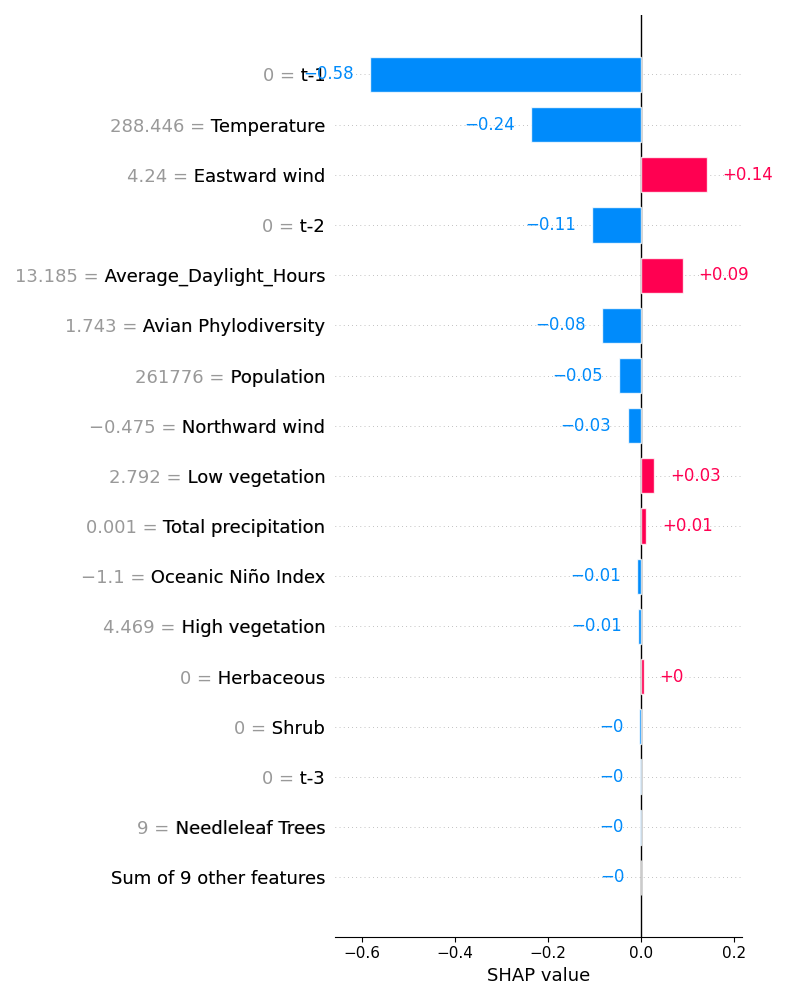 0 = t-1 −0.58
288.446 = Temperature −0.24
4.24 = Eastward wind +0.14
0 = t-2 −0.11
13.185 = Average_Daylight_Hours +0.09
1.743 = Avian Phylodiversity −0.08
261776 = Population −0.05
−0.475 = Northward wind −0.03
2.792 = Low vegetation +0.03
0.001 = Total precipitation +0.01
−1.1 = Oceanic Niño Index −0.01
4.469 = High vegetation −0.01
0 = Herbaceous +0
0 = Shrub −0
0 = t-3 −0
9 = Needleleaf Trees −0
Sum of 9 other features −0
−0.6 −0.4 −0.2 0.0 0.2
SHAP value